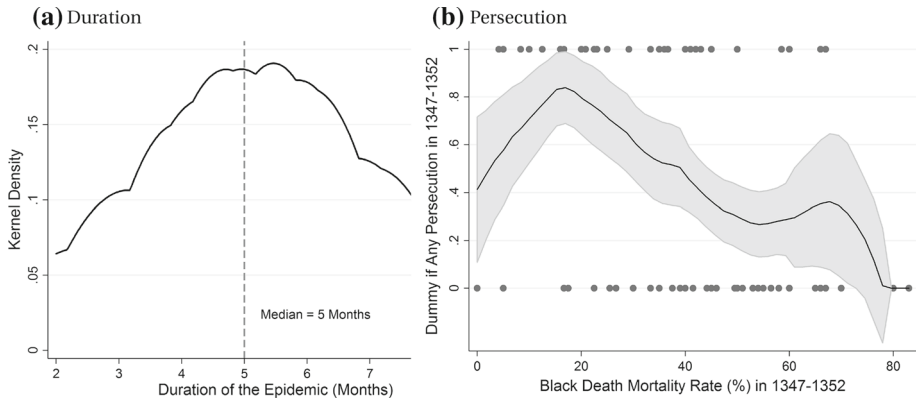 (a) Duration
.2
.15
.1
.05
0
Kernel Density
Median = 5 Months
2 3 4 5 6 7
Duration of the Epidemic (Months)
(b) Persecution
1
.8
.6
.4
.2
0
Dummy if Any Persecution in 1347-1352
0 20 40 60 80
Black Death Mortality Rate (%) in 1347-1352